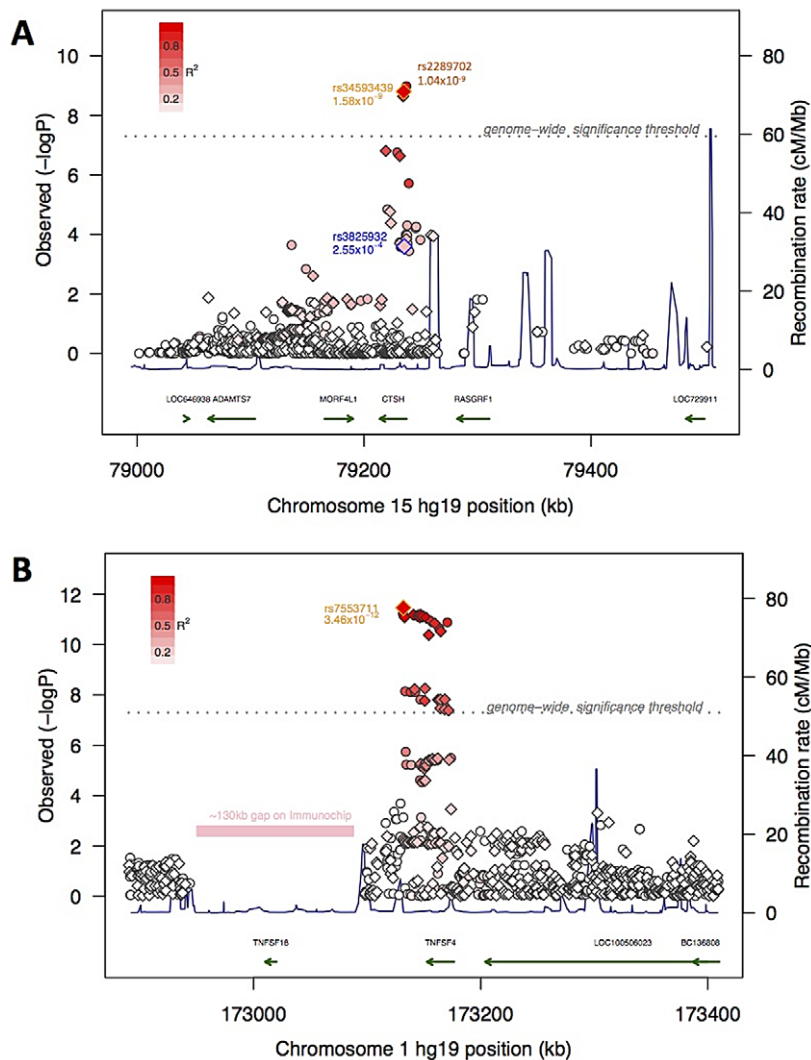 A
10
8
6
4
2
0
Observed (−logP)
0.8
0.5
0.2
R²
rs2289702
1.04x10⁻⁹
rs34593439
1.58x10⁻⁹
genome−wide significance threshold
rs3825932
2.55x10⁻⁴
80
60
40
20
0
Recombination rate (cM/Mb)
LOC646938 ADAMTS7 MORF4L1 CTSH RASGRF1 LOC729911
79000 79200 79400
Chromosome 15 hg19 position (kb)
B
12
10
8
6
4
2
0
Observed (−logP)
0.8
0.5
0.2
R²
rs7553711
3.46x10⁻¹²
genome−wide significance threshold
~130kb gap on Immunochip
80
60
40
20
0
Recombination rate (cM/Mb)
TNFSF18 TNFSF4 LOC100506023 BC136808
173000 173200 173400
Chromosome 1 hg19 position (kb)